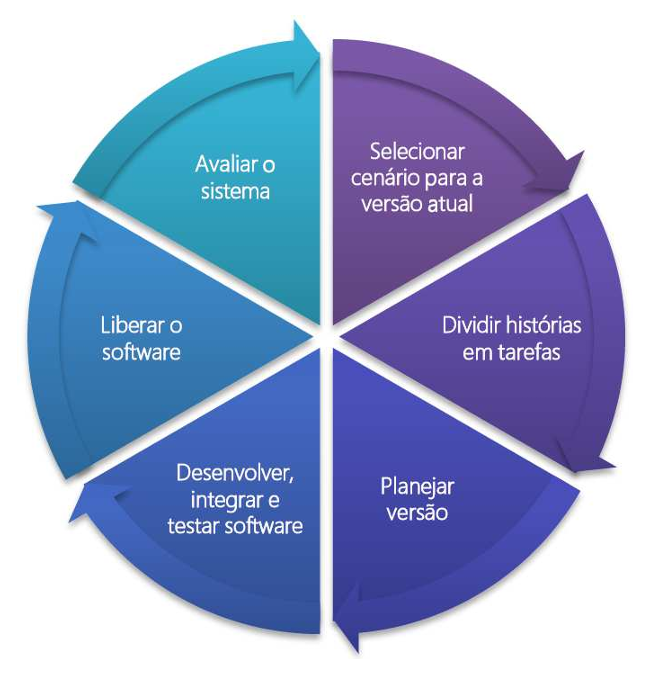 Selecionar
cenário para a
versão atual
Dividir histórias
em tarefas
Planejar
versão
Desenvolver,
integrar e
testar software
Liberar o
software
Avaliar o
sistema